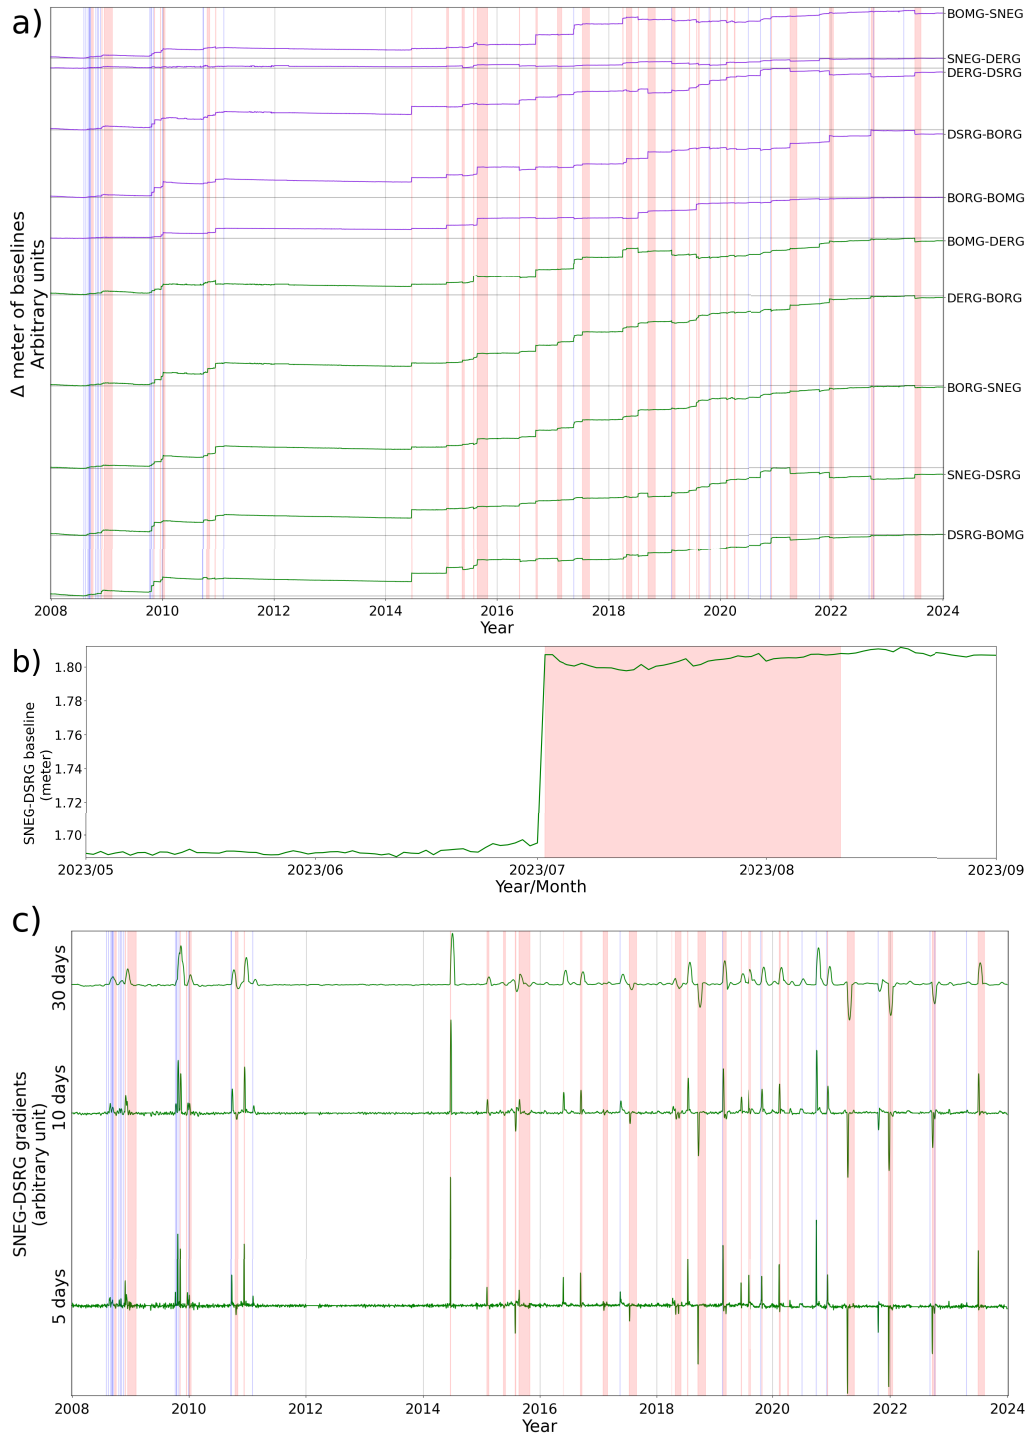 a)
BOMG-SNEG
SNEG-DERG
DERG-DSRG
DSRG-BORG
BORG-BOMG
BOMG-DERG
DERG-BORG
BORG-SNEG
SNEG-DSRG
DSRG-BOMG
Δ meter of baselines
Arbitrary units
2008 2010 2012 2014 2016 2018 2020 2022 2024
Year
b)
1.80
1.78
1.76
1.74
1.72
1.70
SNEG-DSRG baseline
(meter)
2023/05 2023/06 2023/07 2023/08 2023/09
Year/Month
c)
30 days
10 days
5 days
SNEG-DSRG gradients
(arbitrary unit)
2008 2010 2012 2014 2016 2018 2020 2022 2024
Year